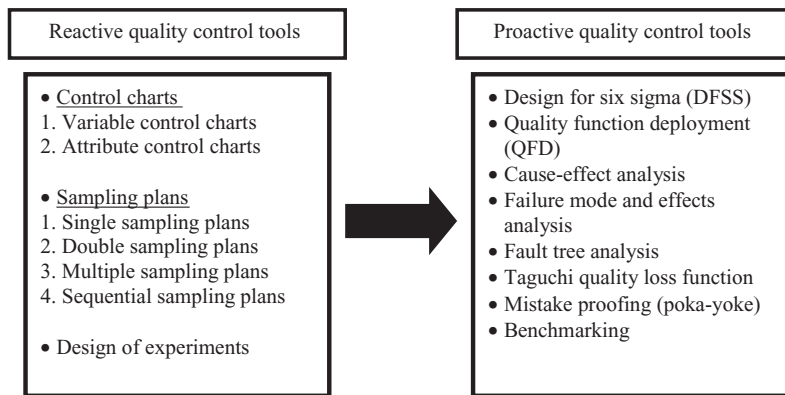 Reactive quality control tools
• Control charts
1. Variable control charts
2. Attribute control charts
• Sampling plans
1. Single sampling plans
2. Double sampling plans
3. Multiple sampling plans
4. Sequential sampling plans
• Design of experiments
Proactive quality control tools
• Design for six sigma (DFSS)
• Quality function deployment
(QFD)
• Cause-effect analysis
• Failure mode and effects
analysis
• Fault tree analysis
• Taguchi quality loss function
• Mistake proofing (poka-yoke)
• Benchmarking